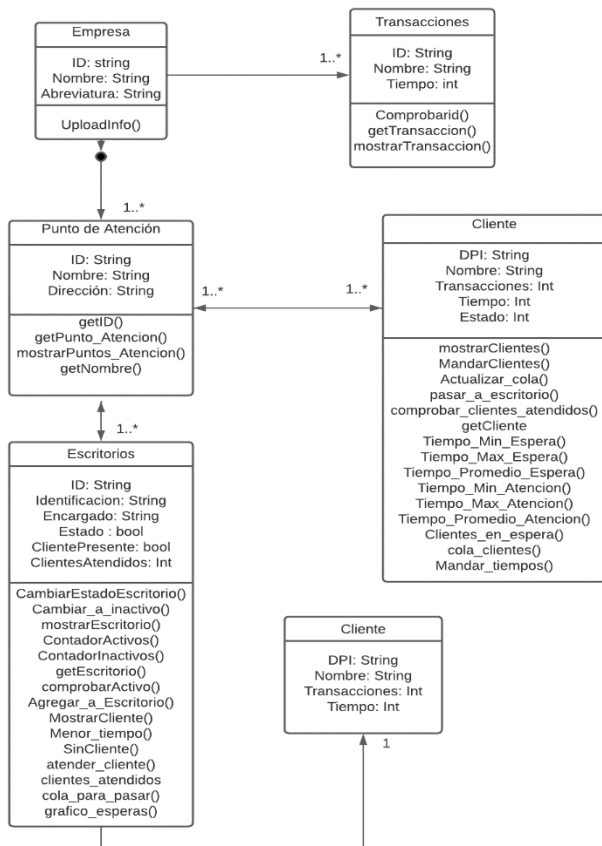 Empresa
ID: string
Nombre: String
Abreviatura: String
UploadInfo()
1..*
Transacciones
ID: String
Nombre: String
Tiempo: int
Comprobarid()
getTransaccion()
mostrarTransaccion()
1..*
Punto de Atención
ID: String
Nombre: String
Dirección: String
getID()
getPunto_Atencion()
mostrarPuntos_Atencion()
getNombre()
1..*
1..*
Cliente
DPI: String
Nombre: String
Transacciones: Int
Tiempo: Int
Estado: Int
mostrarClientes()
MandarClientes()
Actualizar_cola()
pasar_a_escritorio()
comprobar_clientes_atendidos()
getCliente
Tiempo_Min_Espera()
Tiempo_Max_Espera()
Tiempo_Promedio_Espera()
Tiempo_Min_Atencion()
Tiempo_Max_Atencion()
Tiempo_Promedio_Atencion()
Clientes_en_espera()
cola_clientes()
Mandar_tiempos()
1..*
Escritorios
ID: String
Identificacion: String
Encargado: String
Estado : bool
ClientePresente: bool
ClientesAtendidos: Int
CambiarEstadoEscritorio()
Cambiar_a_inactivo()
mostrarEscritorio()
ContadorActivos()
ContadorInactivos()
getEscritorio()
comprobarActivo()
Agregar_a_Escritorio()
MostrarCliente()
Menor_tiempo()
SinCliente()
atender_cliente()
clientes_atendidos
cola_para_pasar()
grafico_esperas()
Cliente
DPI: String
Nombre: String
Transacciones: Int
Tiempo: Int
1